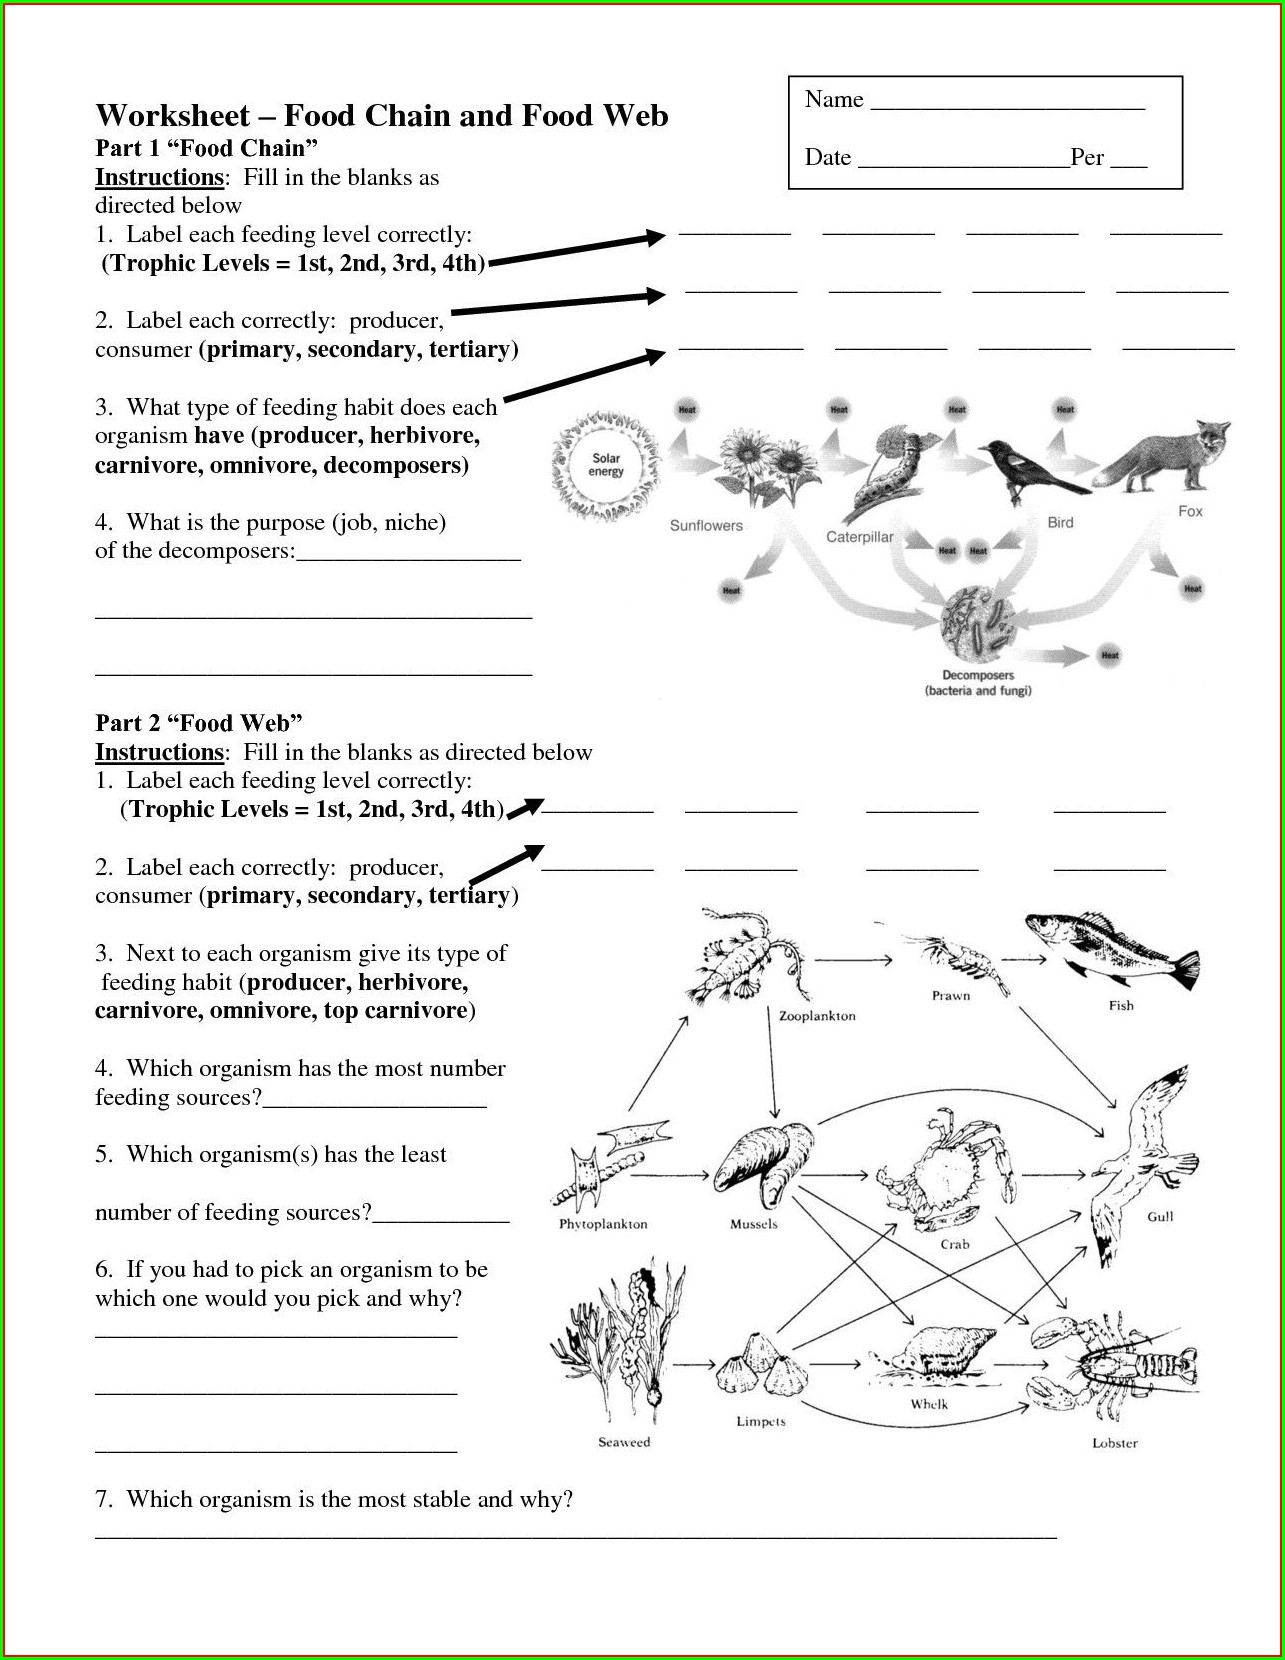 Worksheet – Food Chain and Food Web
Name ______________________
Date _________________Per ___
Part 1 “Food Chain”
Instructions:  Fill in the blanks as
directed below
1.  Label each feeding level correctly:
(Trophic Levels = 1st, 2nd, 3rd, 4th)
_________ _________ _________ _________
_________ _________ _________ _________
2.  Label each correctly:  producer,
consumer (primary, secondary, tertiary)
__________ _________ _________ _________
3.  What type of feeding habit does each
organism have (producer, herbivore,
carnivore, omnivore, decomposers)
4.  What is the purpose (job, niche)
of the decomposers:__________________
___________________________________
___________________________________
Heat Heat Heat Heat
Solar
energy
Sunflowers
Caterpillar
Bird
Fox
Heat Heat
Heat
Heat
Heat
Decomposers
(bacteria and fungi)
Part 2 “Food Web”
Instructions:  Fill in the blanks as directed below
1.  Label each feeding level correctly:
(Trophic Levels = 1st, 2nd, 3rd, 4th)
_________ _________ _________ _________
2.  Label each correctly:  producer,
consumer (primary, secondary, tertiary)
_________ _________ _________ _________
3.  Next to each organism give its type of
feeding habit (producer, herbivore,
carnivore, omnivore, top carnivore)
4.  Which organism has the most number
feeding sources?__________________
5.  Which organism(s) has the least
number of feeding sources?___________
6.  If you had to pick an organism to be
which one would you pick and why?
_____________________________
_____________________________
_____________________________
Zooplankton
Prawn
Fish
Phytoplankton
Mussels
Crab
Gull
Seaweed
Limpets
Whelk
Lobster
7.  Which organism is the most stable and why?
_____________________________________________________________________________